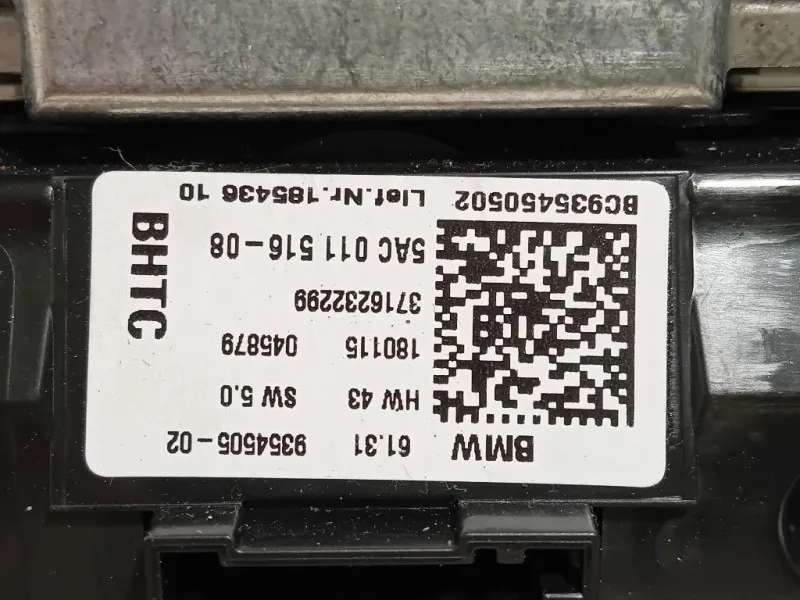 BMW 61.31 9354505-02
HW 43 SW 5.0
180115 045879
3716232299
5AC 011 516-08
BC935450502 Lief.Nr.185436 10
BHTC